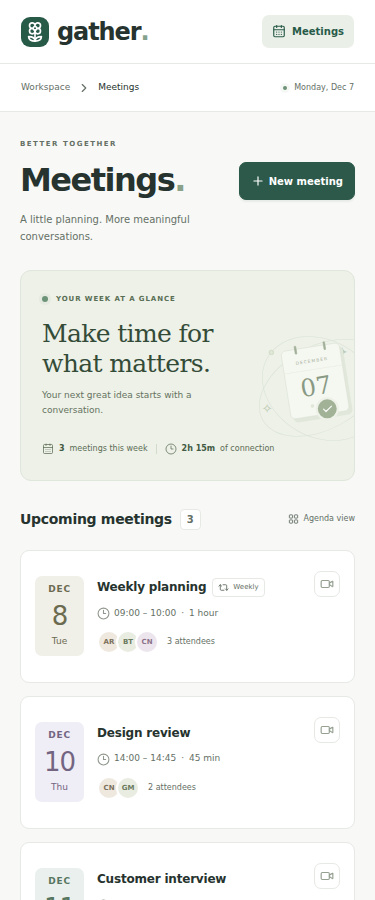 gather.
Meetings
Workspace > Meetings
Monday, Dec 7
BETTER TOGETHER
Meetings.
+ New meeting
A little planning. More meaningful
conversations.
YOUR WEEK AT A GLANCE
Make time for
what matters.
Your next great idea starts with a
conversation.
DECEMBER
07
3 meetings this week
2h 15m of connection
Upcoming meetings 3
Agenda view
DEC
8
Tue
Weekly planning
Weekly
09:00 – 10:00 · 1 hour
AR BT CN 3 attendees
DEC
10
Thu
Design review
14:00 – 14:45 · 45 min
CN GM 2 attendees
DEC
Customer interview